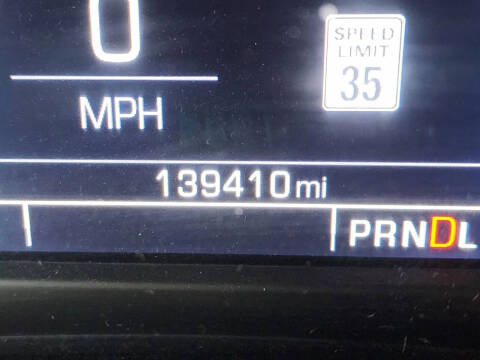 0
MPH
SPEED
LIMIT
35
139410mi
PRNDL